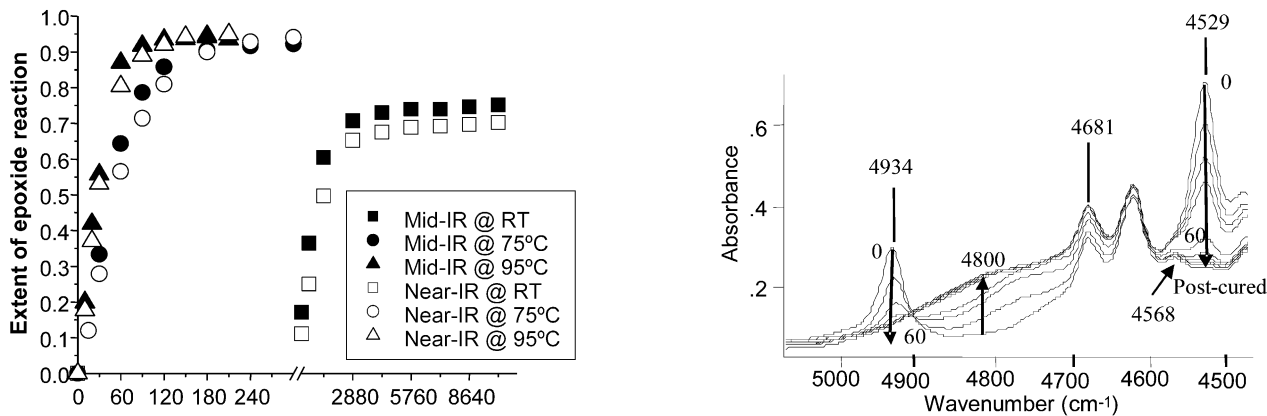 Extent of epoxide reaction
1.0
0.9
0.8
0.7
0.6
0.5
0.4
0.3
0.2
0.1
0.0
0 60 120 180 240 2880 5760 8640
Mid-IR @ RT
Mid-IR @ 75ºC
Mid-IR @ 95ºC
Near-IR @ RT
Near-IR @ 75ºC
Near-IR @ 95ºC
Absorbance
.6
.4
.2
4529
0
4681
4934
0
4800
60
Post-cured
4568
60
5000 4900 4800 4700 4600 4500
Wavenumber (cm-1)